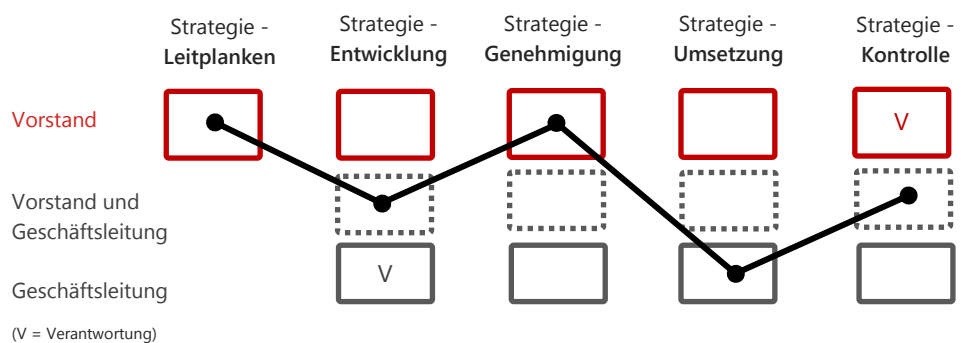 Strategie -
Leitplanken
Strategie -
Entwicklung
Strategie -
Genehmigung
Strategie -
Umsetzung
Strategie -
Kontrolle
Vorstand
V
Vorstand und
Geschäftsleitung
Geschäftsleitung
V
(V = Verantwortung)